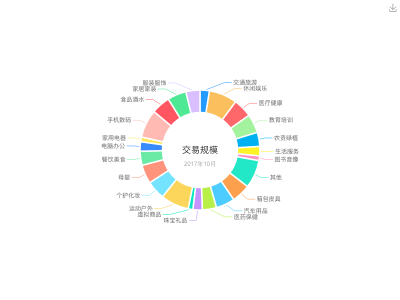 服装服饰
交通旅游
家居家装
休闲娱乐
食品酒水
医疗健康
手机数码
教育培训
家用电器
农资绿植
电脑办公
生活服务
餐饮美食
图书音像
母婴
其他
个护化妆
箱包皮具
运动户外
汽车用品
虚拟商品
医药保健
珠宝礼品
交易规模
2017年10月